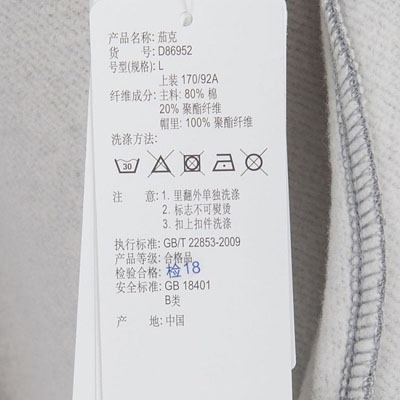 产品名称: 茄克
货 号: D86952
号型(规格): L
上装 170/92A
纤维成分: 主料: 80% 棉
20% 聚酯纤维
帽里: 100% 聚酯纤维
洗涤方法:
30
注 意: 1. 里翻外单独洗涤
2. 标志不可熨烫
3. 扣上扣件洗涤
执行标准: GB/T 22853-2009
产品等级: 合格品
检验合格: 检18
安全标准: GB 18401
B类
产 地: 中国